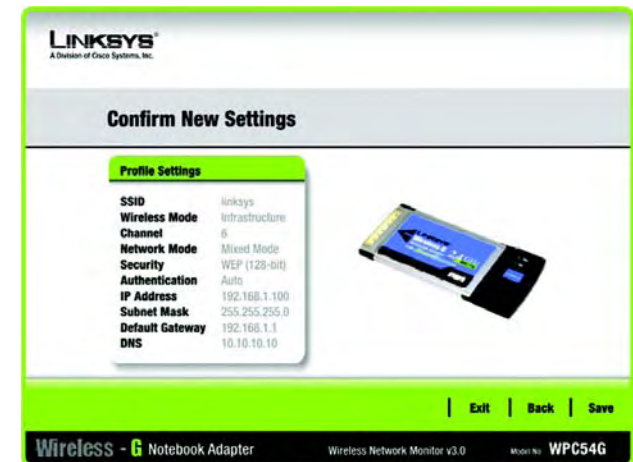 LINKSYS®
A Division of Cisco Systems, Inc.
Confirm New Settings
Profile Settings
SSID linksys
Wireless Mode Infrastructure
Channel 6
Network Mode Mixed Mode
Security WEP (128-bit)
Authentication Auto
IP Address 192.168.1.100
Subnet Mask 255.255.255.0
Default Gateway 192.168.1.1
DNS 10.10.10.10
Exit Back Save
Wireless - G Notebook Adapter Wireless Network Monitor v3.0 Model No. WPC54G